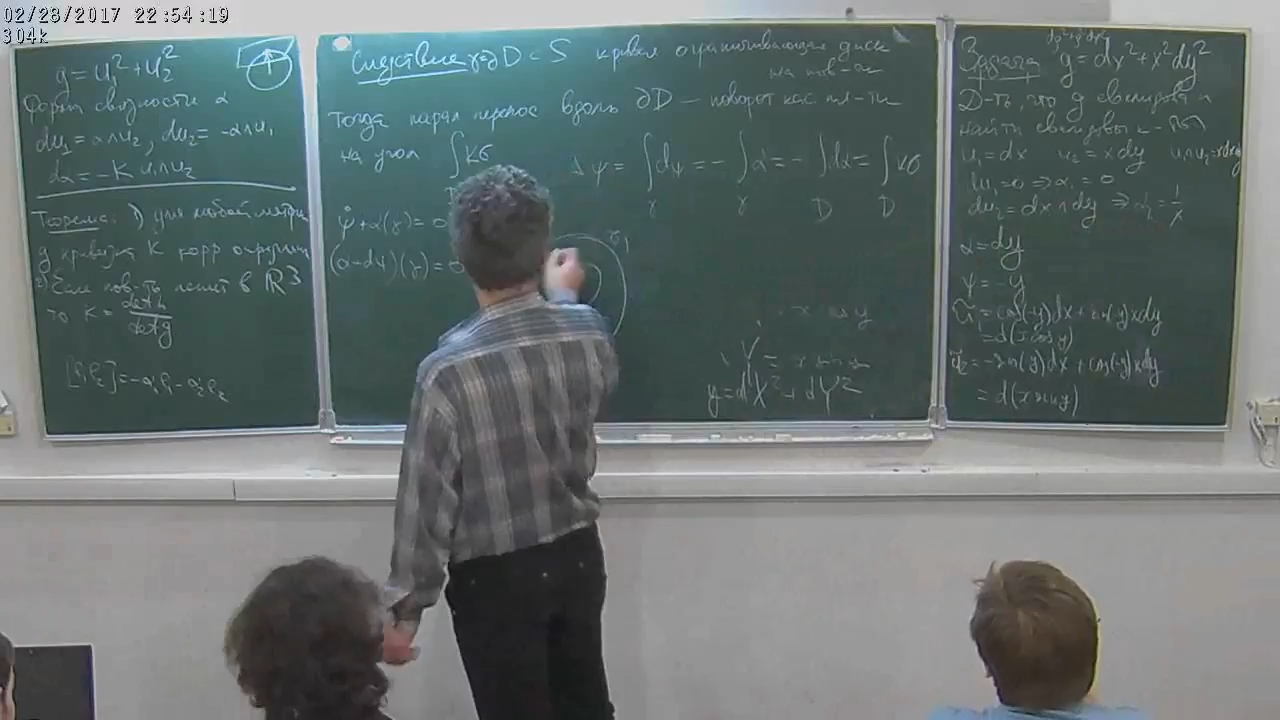 02/28/2017 22:54:19
304k
g = u₁² + u₂²
Форма связности α
du₁ = α∧u₂, du₂ = -α∧u₁
dα = -K u₁∧u₂
Теорема: 1) для любой метрики
g кривизна K корр определена
2) Если пов-ть лежит в ℝ³
то K = det h / det g
Следствие γ=∂D ⊂ S кривая ограничивающая диск
на пов-ти
Тогда парал перенос вдоль ∂D — поворот кас пл-ти
на угол ∫ Kσ
Δψ = ∫ dψ = - ∫ α = - ∫ dα = ∫ Kσ
γ γ D D
+ α(γ̇) = 0
(α + dψ)(γ̇) = 0
γ₁
x cos y
Y = x sin y
g = dX² + dY²
Задача g = dx² + x²dy²
Д-ть, что g евклидова и
найти евклидовы к-ты
u₁ = dx u₂ = xdy
du₁ = 0 ⇒ α₁ = 0
du₂ = dx∧dy ⇒ α₂ = 1/x
α = dy
ψ = -y
ũ₁ = cos(-y)dx + sin(-y)xdy
= d(x cos y)
ũ₂ = -sin(-y)dx + cos(-y)xdy
= d(x sin y)